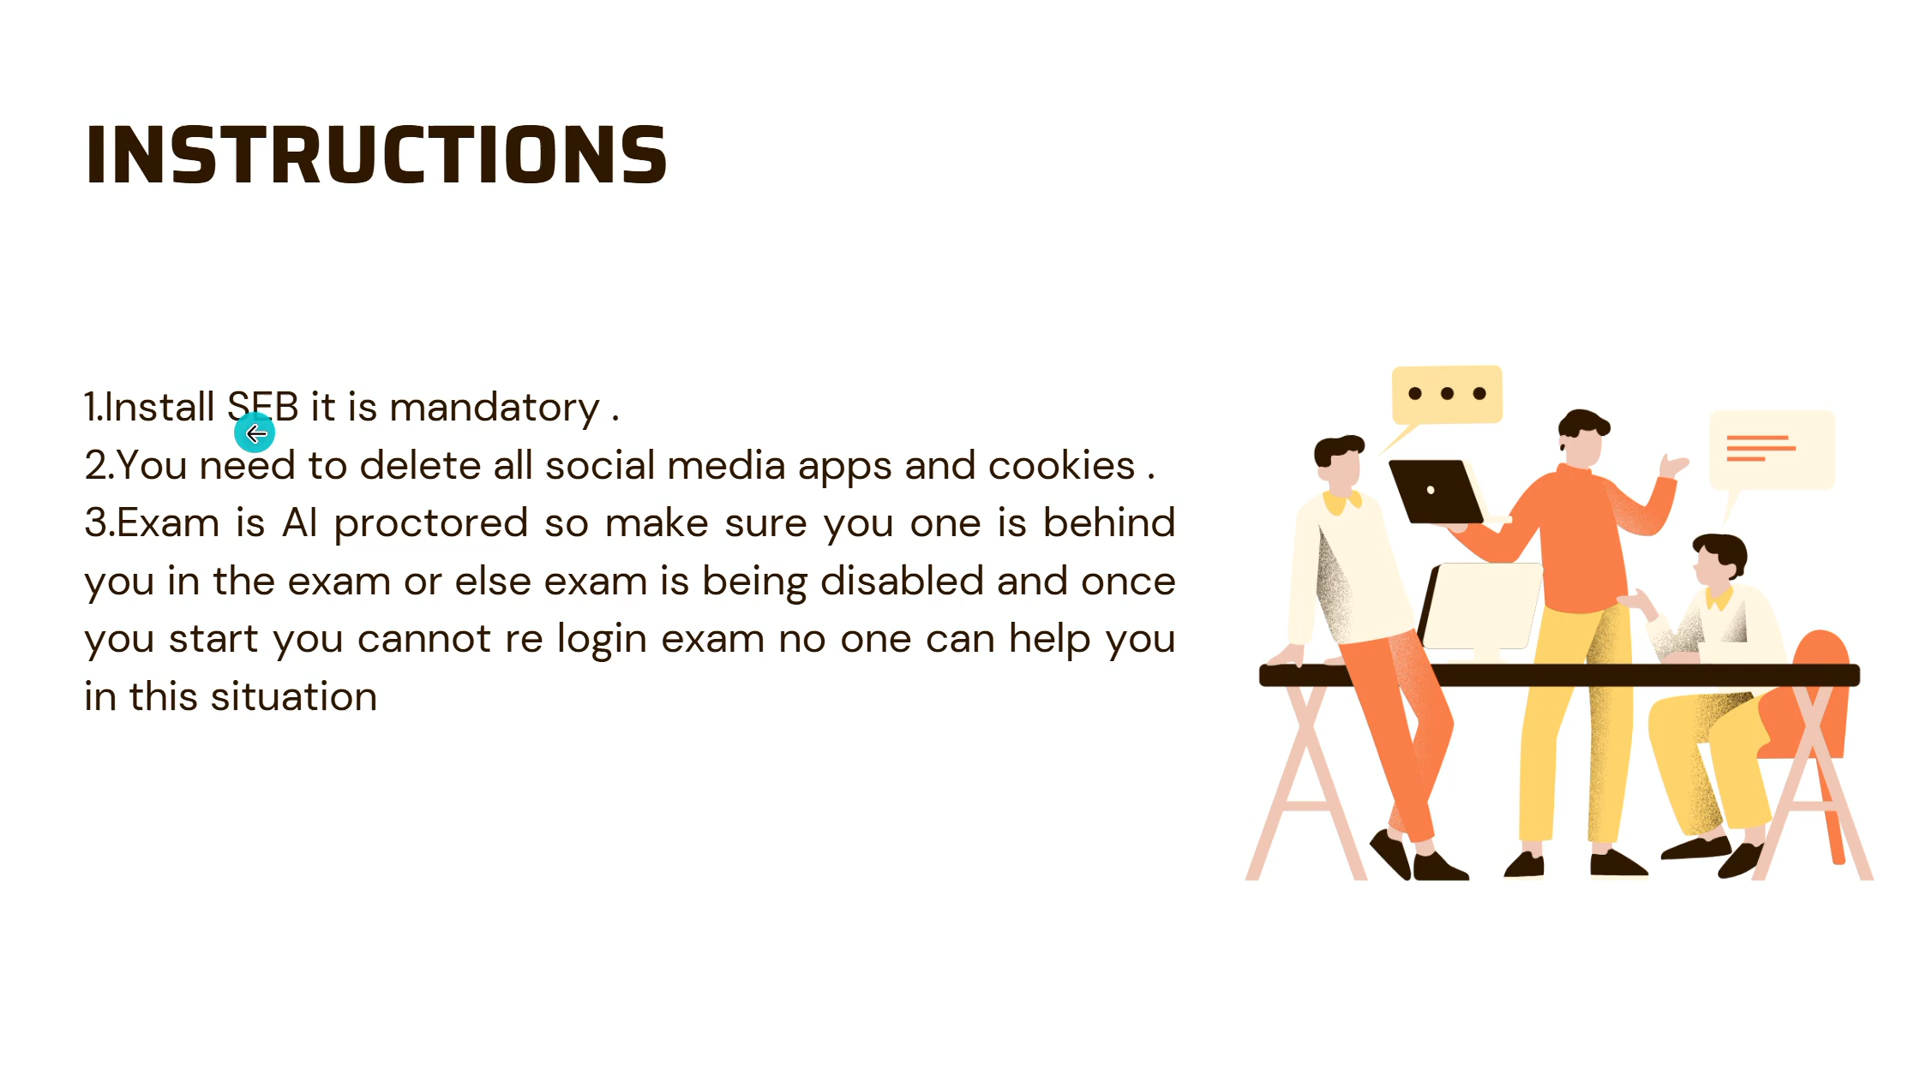 INSTRUCTIONS
1.Install SEB it is mandatory .
2.You need to delete all social media apps and cookies .
3.Exam is AI proctored so make sure you one is behind
you in the exam or else exam is being disabled and once
you start you cannot re login exam no one can help you
in this situation